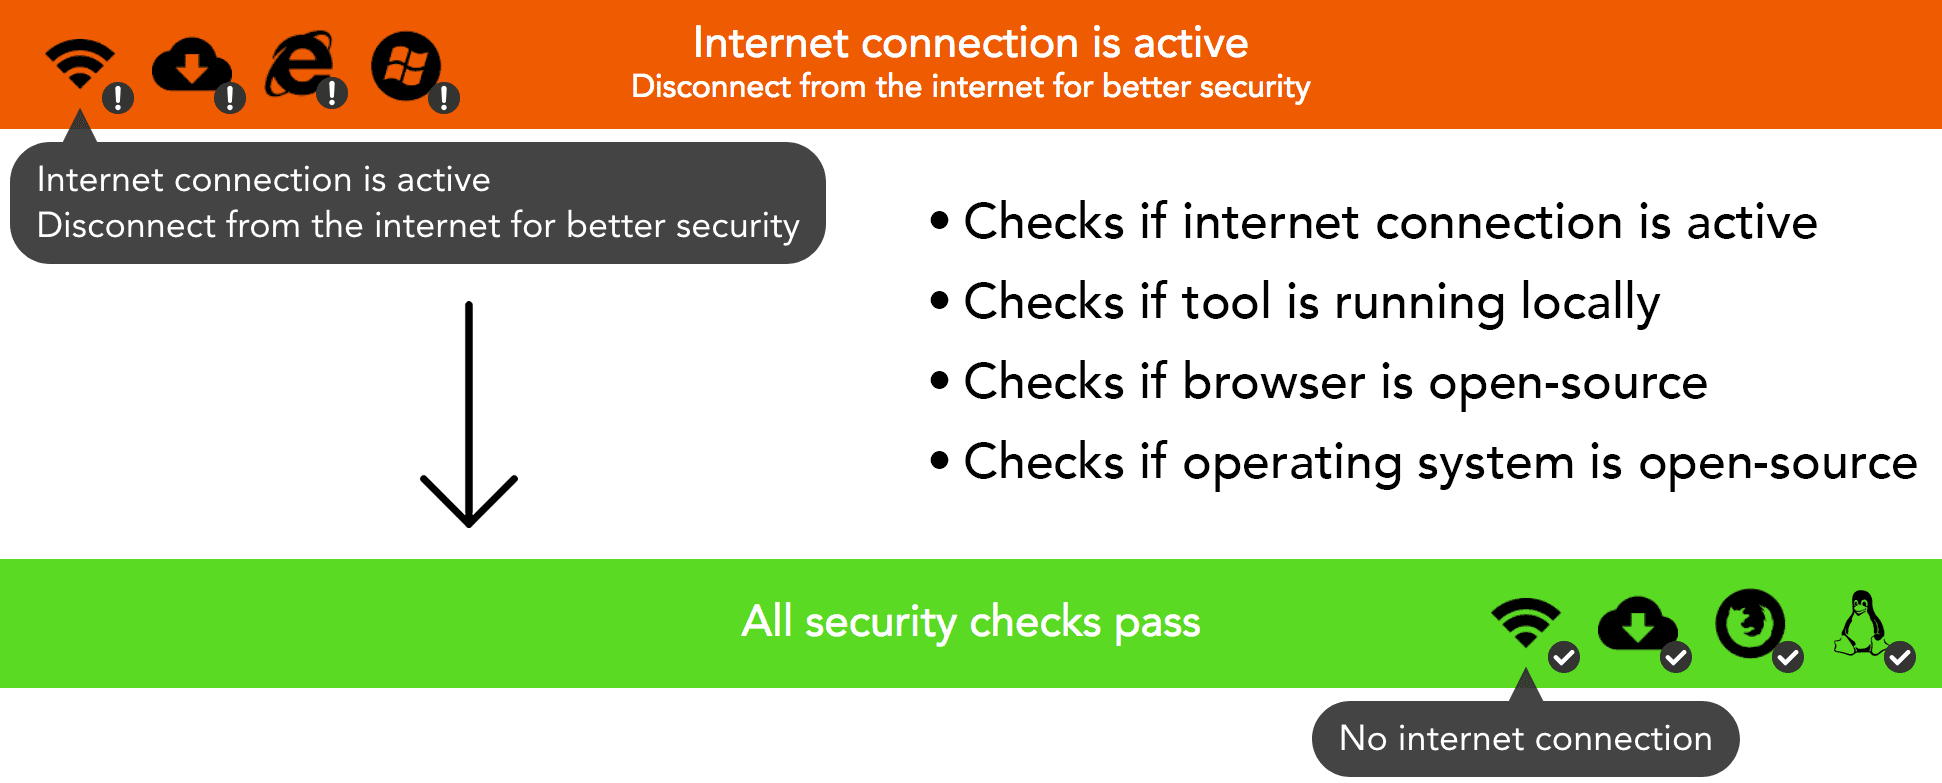 Internet connection is active
Disconnect from the internet for better security
Internet connection is active
Disconnect from the internet for better security
• Checks if internet connection is active
• Checks if tool is running locally
• Checks if browser is open-source
• Checks if operating system is open-source
All security checks pass
No internet connection